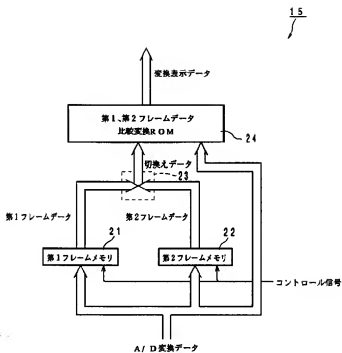 15
変換表示データ
第1、第2フレームデータ
比較変換ROM
24
切換えデータ
23
第1フレームデータ
第2フレームデータ
21
22
第1フレームメモリ
第2フレームメモリ
コントロール信号
A/D変換データ